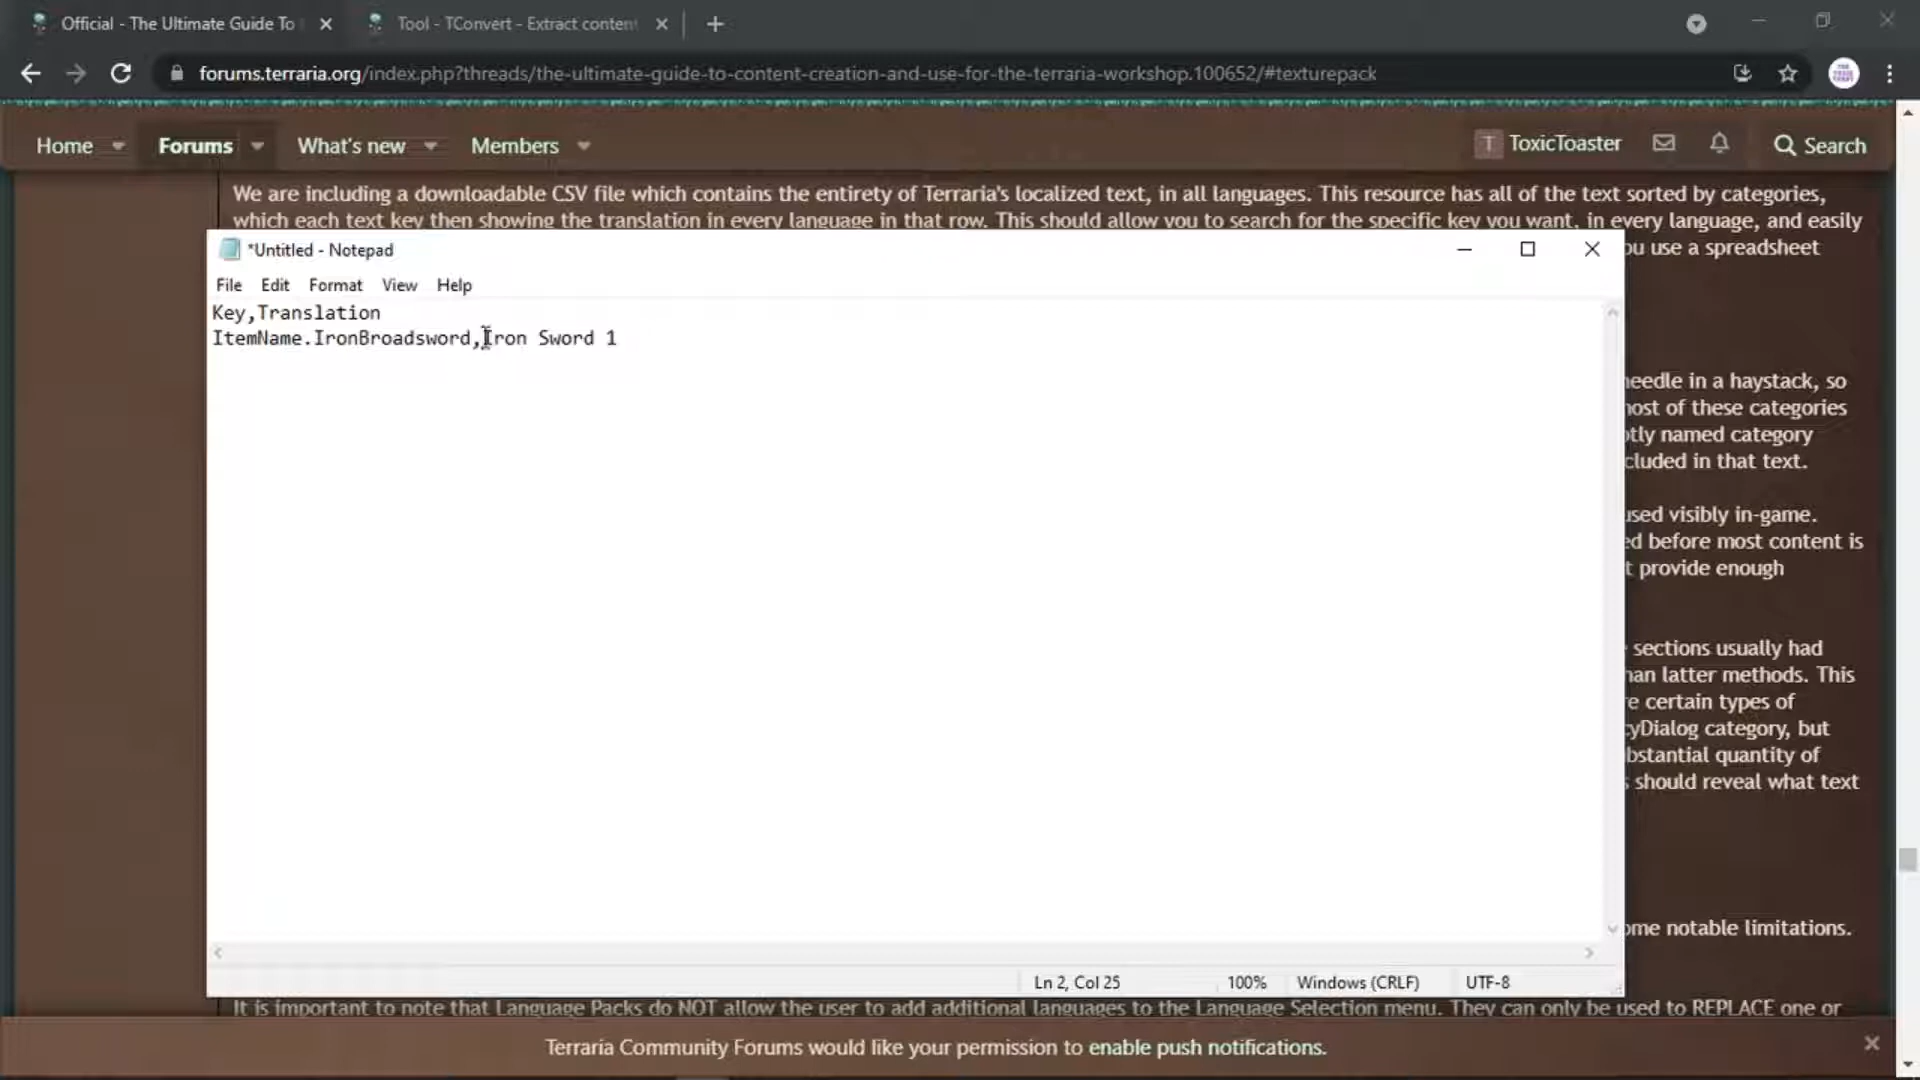 Official - The Ultimate Guide To
Tool - TConvert - Extract conten
forums.terraria.org/index.php?threads/the-ultimate-guide-to-content-creation-and-use-for-the-terraria-workshop.100652/#texturepack
Home Forums What's new Members T ToxicToaster Search
We are including a downloadable CSV file which contains the entirety of Terraria's localized text, in all languages. This resource has all of the text sorted by categories,
which each text key then showing the translation in every language in that row. This should allow you to search for the specific key you want, in every language, and easily
ou use a spreadsheet
*Untitled - Notepad
File Edit Format View Help
Key,Translation
ItemName.IronBroadsword,Iron Sword 1
needle in a haystack, so
most of these categories
tly named category
cluded in that text.
used visibly in-game.
ed before most content is
t provide enough
sections usually had
han latter methods. This
e certain types of
cyDialog category, but
bstantial quantity of
s should reveal what text
ome notable limitations.
Ln 2, Col 25 100% Windows (CRLF) UTF-8
It is important to note that Language Packs do NOT allow the user to add additional languages to the Language Selection menu. They can only be used to REPLACE one or
Terraria Community Forums would like your permission to enable push notifications.